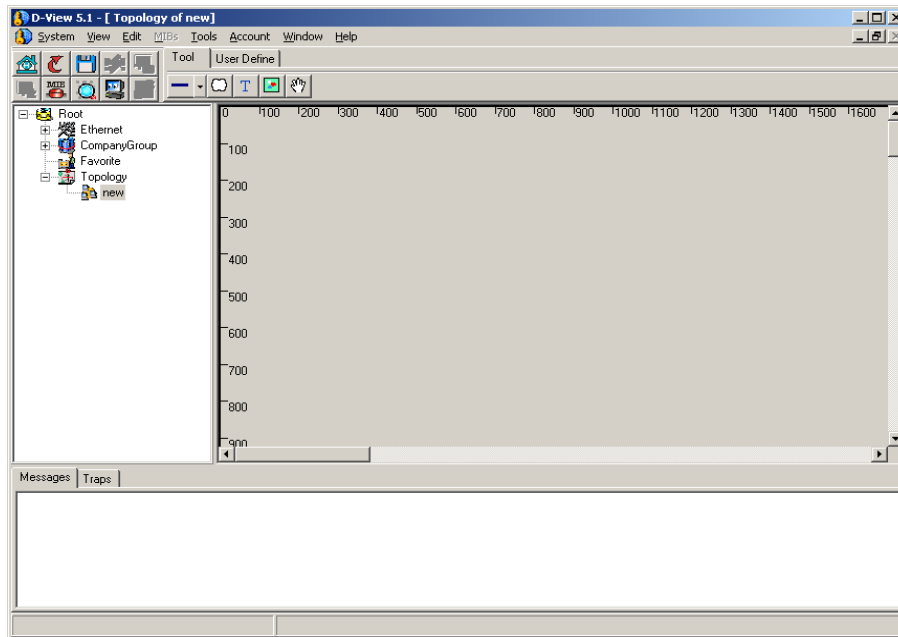 D-View 5.1 - [ Topology of new]
System View Edit MIBs Tools Account Window Help
Tool User Define
MIB
T
Root
Ethernet
CompanyGroup
Favorite
Topology
new
0 100 200 300 400 500 600 700 800 900 1000 1100 1200 1300 1400 1500 1600
100
200
300
400
500
600
700
800
900
Messages Traps